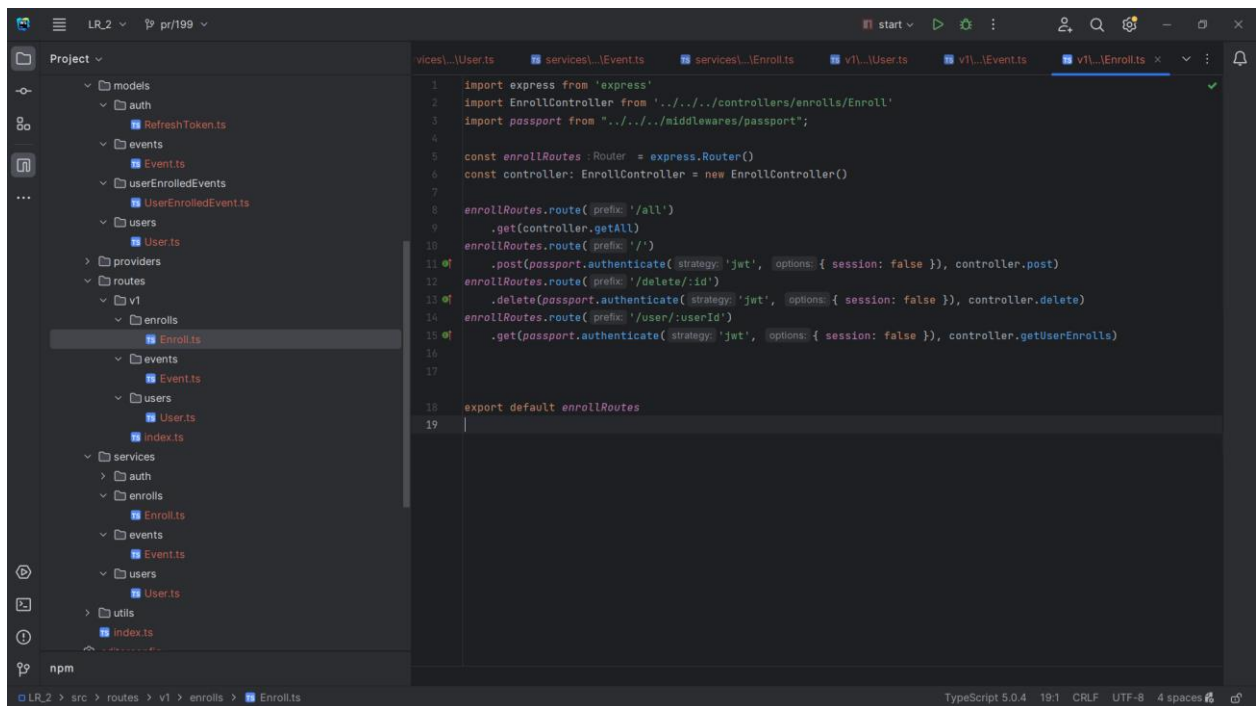 LR_2 pr/199 start
Project
models
auth
RefreshToken.ts
events
Event.ts
userEnrolledEvents
UserEnrolledEvent.ts
users
User.ts
providers
routes
v1
enrolls
Enroll.ts
events
Event.ts
users
User.ts
index.ts
services
auth
enrolls
Enroll.ts
events
Event.ts
users
User.ts
utils
index.ts
npm
vices\...\User.ts services\...\Event.ts services\...\Enroll.ts v1\...\User.ts v1\...\Event.ts v1\...\Enroll.ts
1 import express from 'express'
2 import EnrollController from '../../../controllers/enrolls/Enroll'
3 import passport from "../../../middlewares/passport";
4
5 const enrollRoutes : Router = express.Router()
6 const controller: EnrollController = new EnrollController()
7
8 enrollRoutes.route( prefix: '/all')
9 .get(controller.getAll)
10 enrollRoutes.route( prefix: '/')
11 .post(passport.authenticate( strategy: 'jwt', options: { session: false }), controller.post)
12 enrollRoutes.route( prefix: '/delete/:id')
13 .delete(passport.authenticate( strategy: 'jwt', options: { session: false }), controller.delete)
14 enrollRoutes.route( prefix: '/user/:userId')
15 .get(passport.authenticate( strategy: 'jwt', options: { session: false }), controller.getUserEnrolls)
16
17
18 export default enrollRoutes
19
LR_2 > src > routes > v1 > enrolls > Enroll.ts TypeScript 5.0.4 19:1 CRLF UTF-8 4 spaces